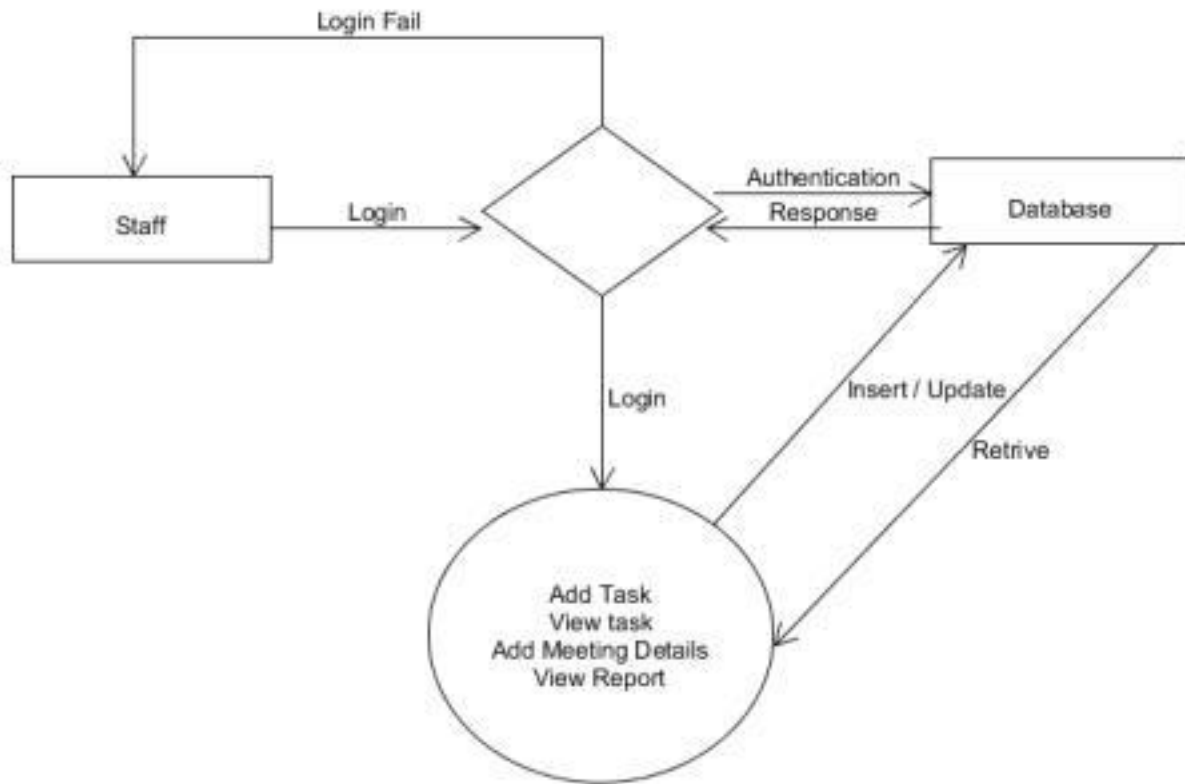 Login Fail
Staff
Login
Authentication
Response
Database
Login
Insert / Update
Retrive
Add Task
View task
Add Meeting Details
View Report